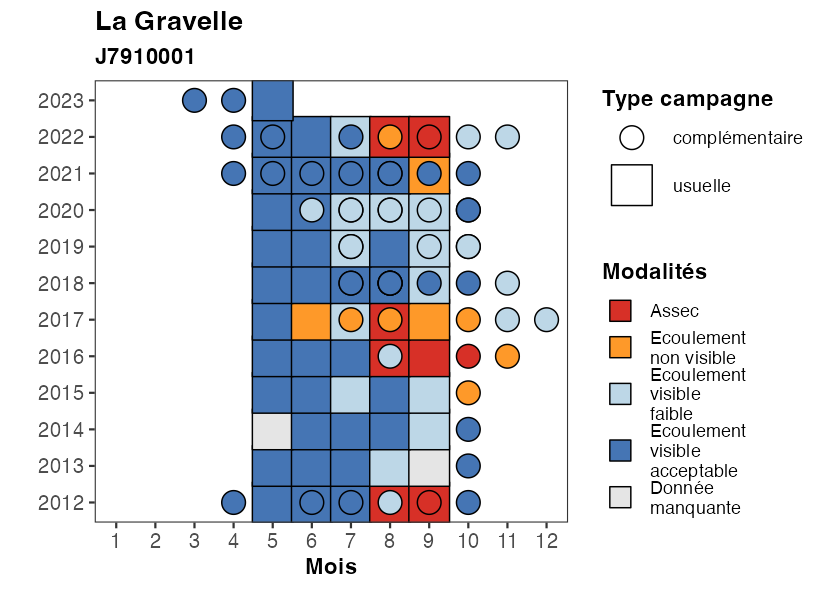 La Gravelle
J7910001
2023
2022
2021
2020
2019
2018
2017
2016
2015
2014
2013
2012
1 2 3 4 5 6 7 8 9 10 11 12
Mois
Type campagne
complémentaire
usuelle
Modalités
Assec
Ecoulement
non visible
Ecoulement
visible
faible
Ecoulement
visible
acceptable
Donnée
manquante